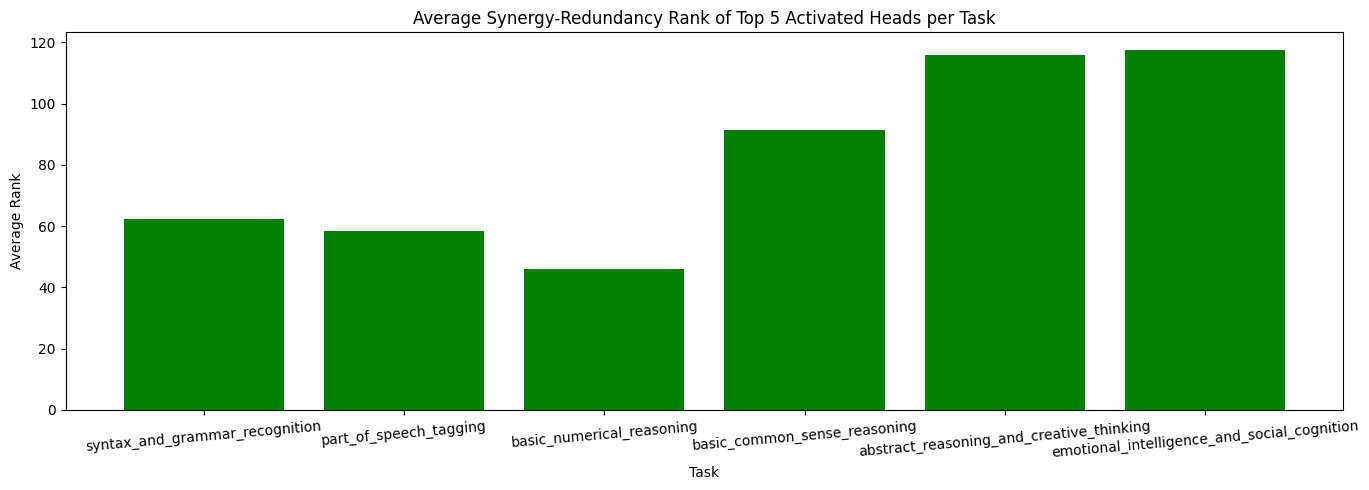 Average Synergy-Redundancy Rank of Top 5 Activated Heads per Task
120
100
80
60
40
20
0
Average Rank
syntax_and_grammar_recognition
part_of_speech_tagging
basic_numerical_reasoning
basic_common_sense_reasoning
abstract_reasoning_and_creative_thinking
emotional_intelligence_and_social_cognition
Task